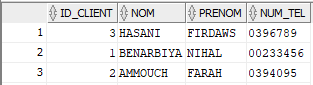 ID_CLIENT NOM PRENOM NUM_TEL
1 3 HASANI FIRDAWS 0396789
2 1 BENARBIYA NIHAL 00233456
3 2 AMMOUCH FARAH 0394095